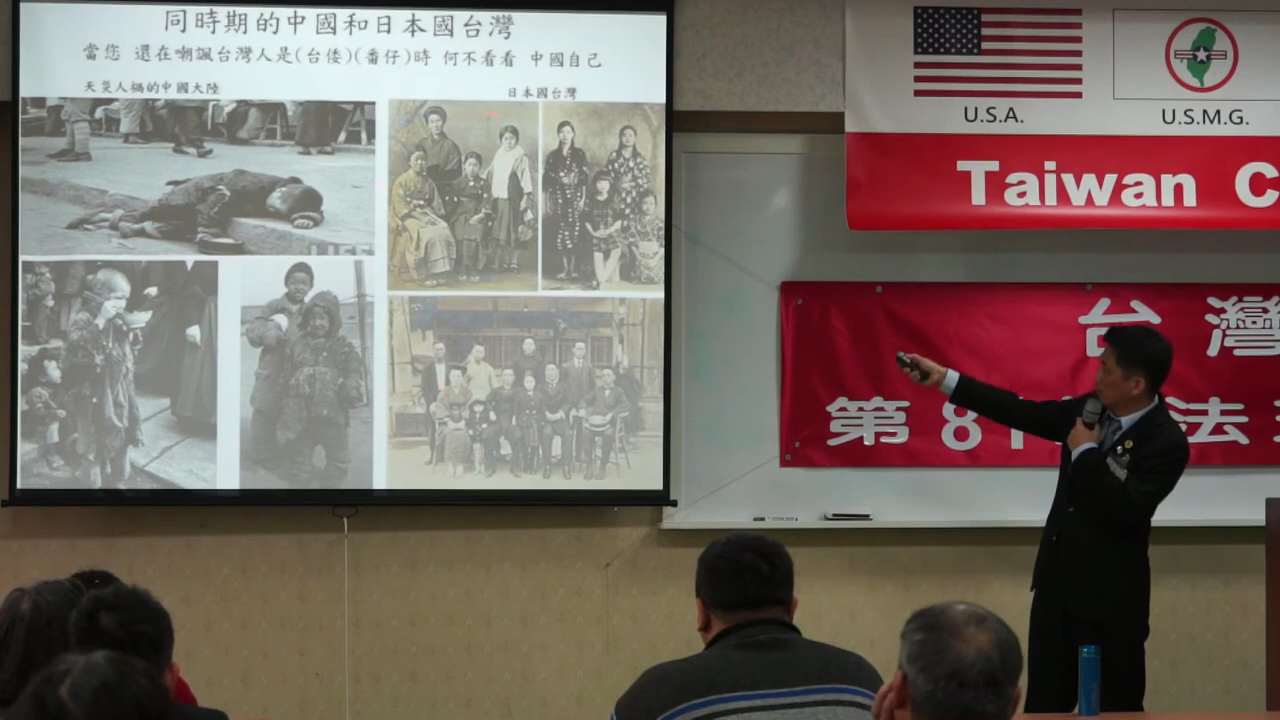 同時期的中國和日本國台灣
當您 還在嘲諷台灣人是(台倭)(番仔)時 何不看看 中國自己
天災人禍的中國大陸
日本國台灣
U.S.A.
U.S.M.G.
Taiwan C
台灣
第81
法